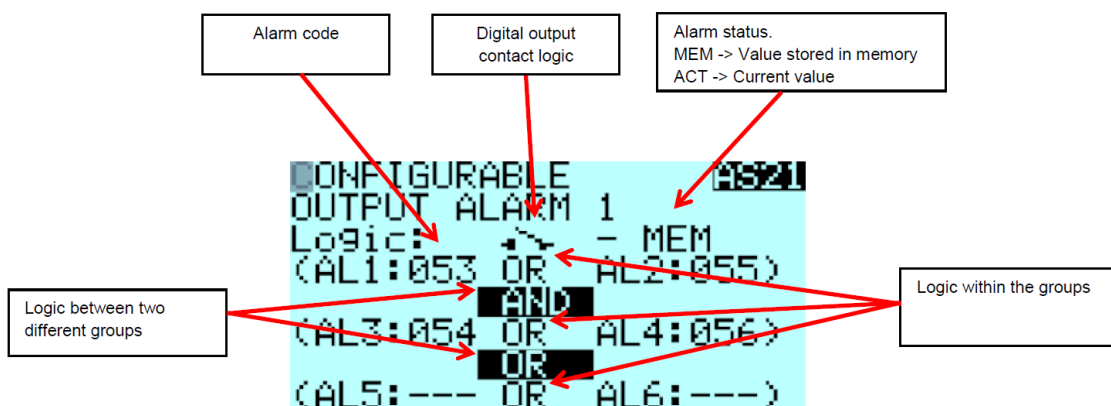 Alarm code
Digital output
contact logic
Alarm status.
MEM -> Value stored in memory
ACT -> Current value
CONFIGURABLE AS21
OUTPUT ALARM 1
Logic: - MEM
(AL1:053 OR AL2:055)
AND
(AL3:054 OR AL4:056)
OR
(AL5:--- OR AL6:---)
Logic between two
different groups
Logic within the groups